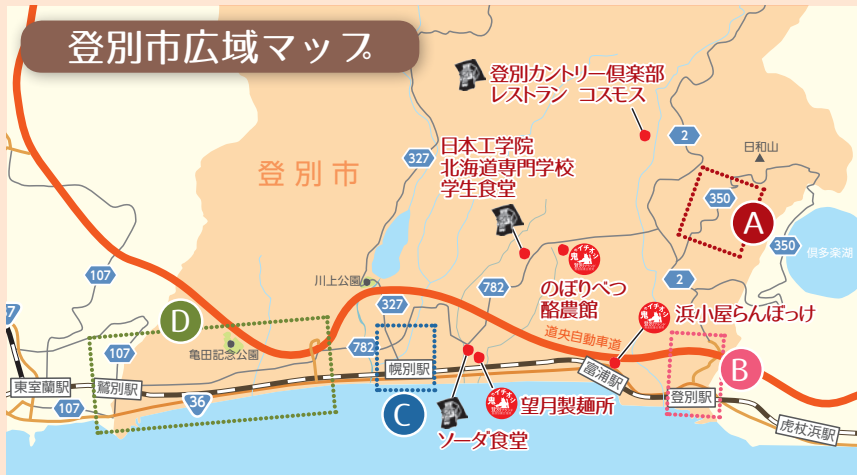 登別市広域マップ
登別カントリー倶楽部
レストラン コスモス
日本工学院
北海道専門学校
学生食堂
327
2
日和山
登別市
350
A
350
倶多楽湖
107
川上公園
782
のぼりべつ
酪農館
2
327
浜小屋らんぼっけ
D
道央自動車道
107
亀田記念公園
782
幌別駅
富浦駅
B
東室蘭駅
鷲別駅
36
107
C
望月製麺所
登別駅
ソーダ食堂
虎杖浜駅